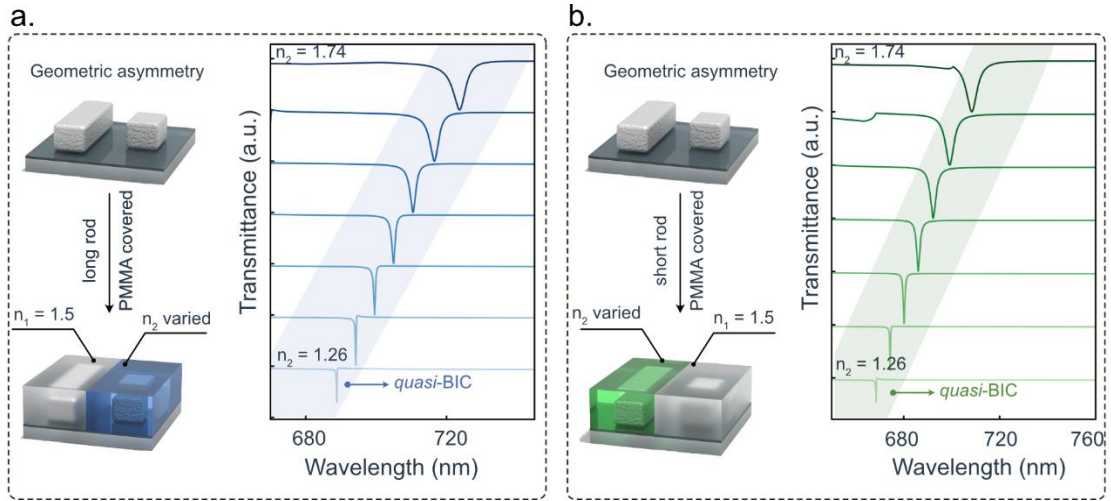 a.
Geometric asymmetry
long rod
PMMA covered
n1 = 1.5
n2 varied
Transmittance (a.u.)
n2 = 1.74
n2 = 1.26
quasi-BIC
680
720
Wavelength (nm)
b.
Geometric asymmetry
short rod
PMMA covered
n2 varied
n1 = 1.5
Transmittance (a.u.)
n2 = 1.74
n2 = 1.26
quasi-BIC
680
720
760
Wavelength (nm)